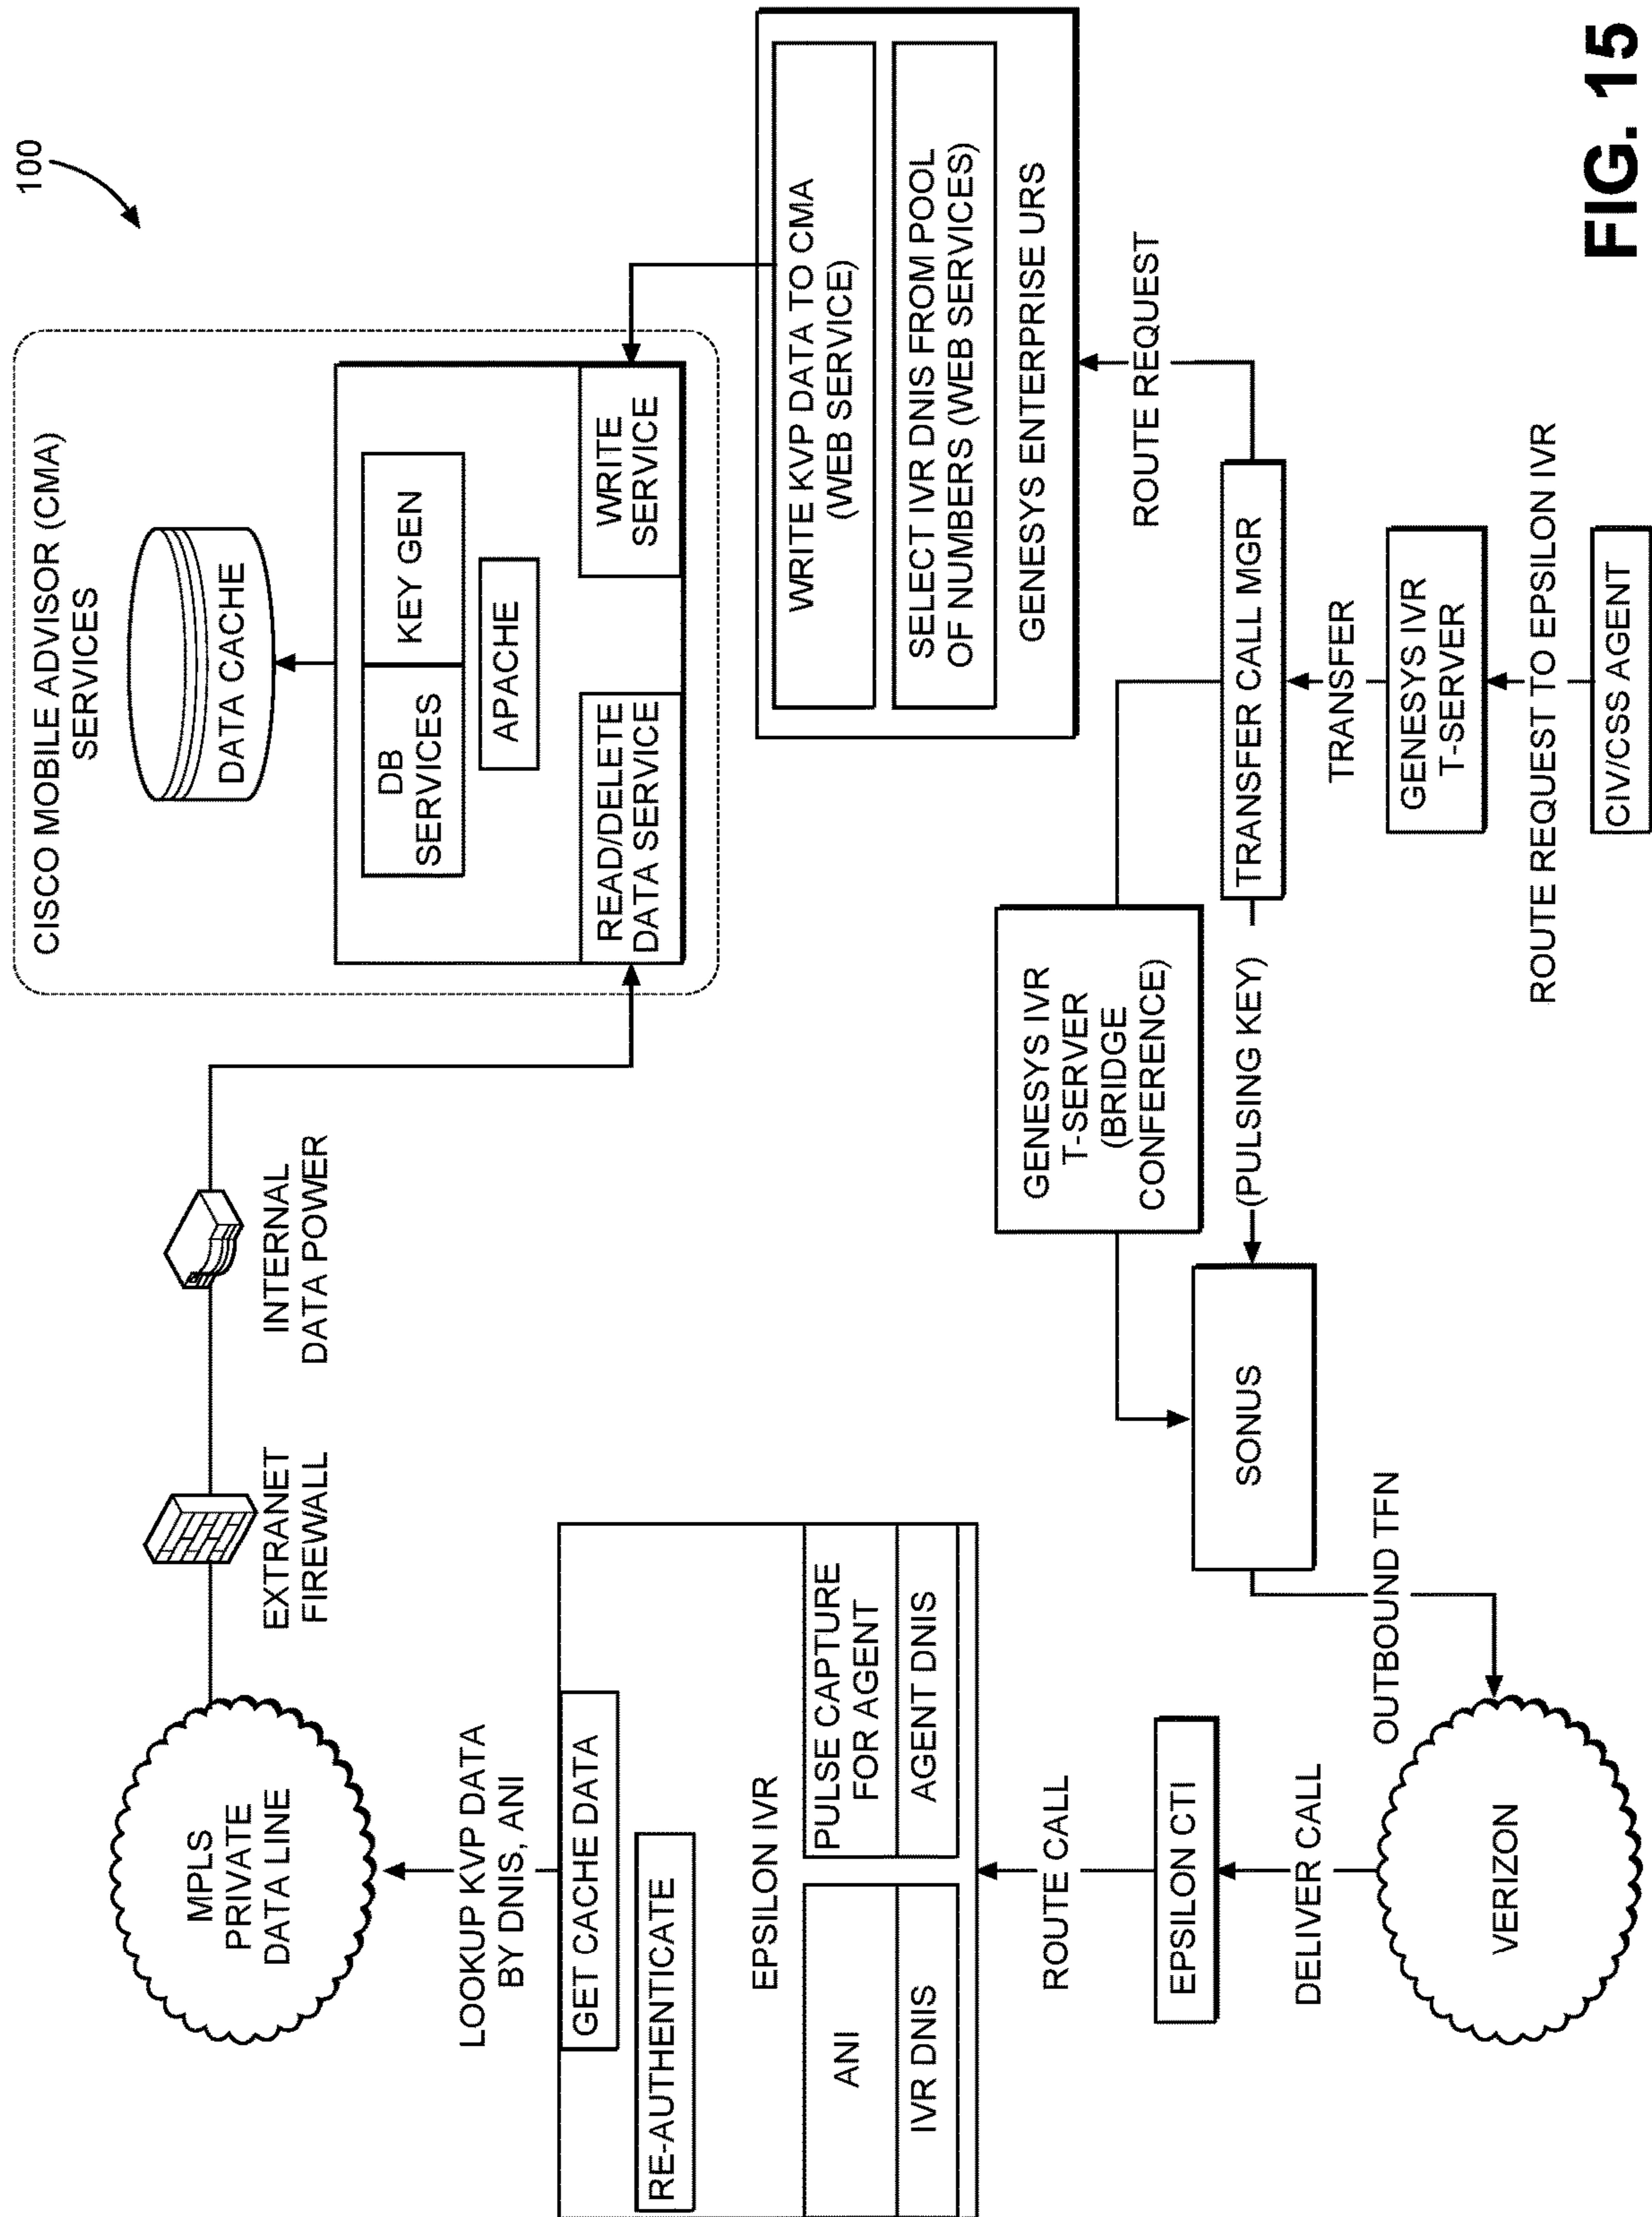 100
CISCO MOBILE ADVISOR (CMA)
SERVICES
DATA CACHE
DB
SERVICES
KEY GEN
APACHE
READ/DELETE
DATA SERVICE
WRITE
SERVICE
MPLS
PRIVATE
DATA LINE
EXTRANET
FIREWALL
INTERNAL
DATA POWER
LOOKUP KVP DATA
BY DNIS, ANI
GET CACHE DATA
RE-AUTHENTICATE
EPSILON IVR
ANI
IVR DNIS
PULSE CAPTURE
FOR AGENT
AGENT DNIS
ROUTE CALL
EPSILON CTI
DELIVER CALL
VERIZON
OUTBOUND TFN
SONUS
GENESYS IVR
T-SERVER
(BRIDGE
CONFERENCE)
(PULSING KEY)
WRITE KVP DATA TO CMA
(WEB SERVICE)
SELECT IVR DNIS FROM POOL
OF NUMBERS (WEB SERVICES)
GENESYS ENTERPRISE URS
ROUTE REQUEST
TRANSFER CALL MGR
TRANSFER
GENESYS IVR
T-SERVER
ROUTE REQUEST TO EPSILON IVR
CIV/CSS AGENT
FIG. 15